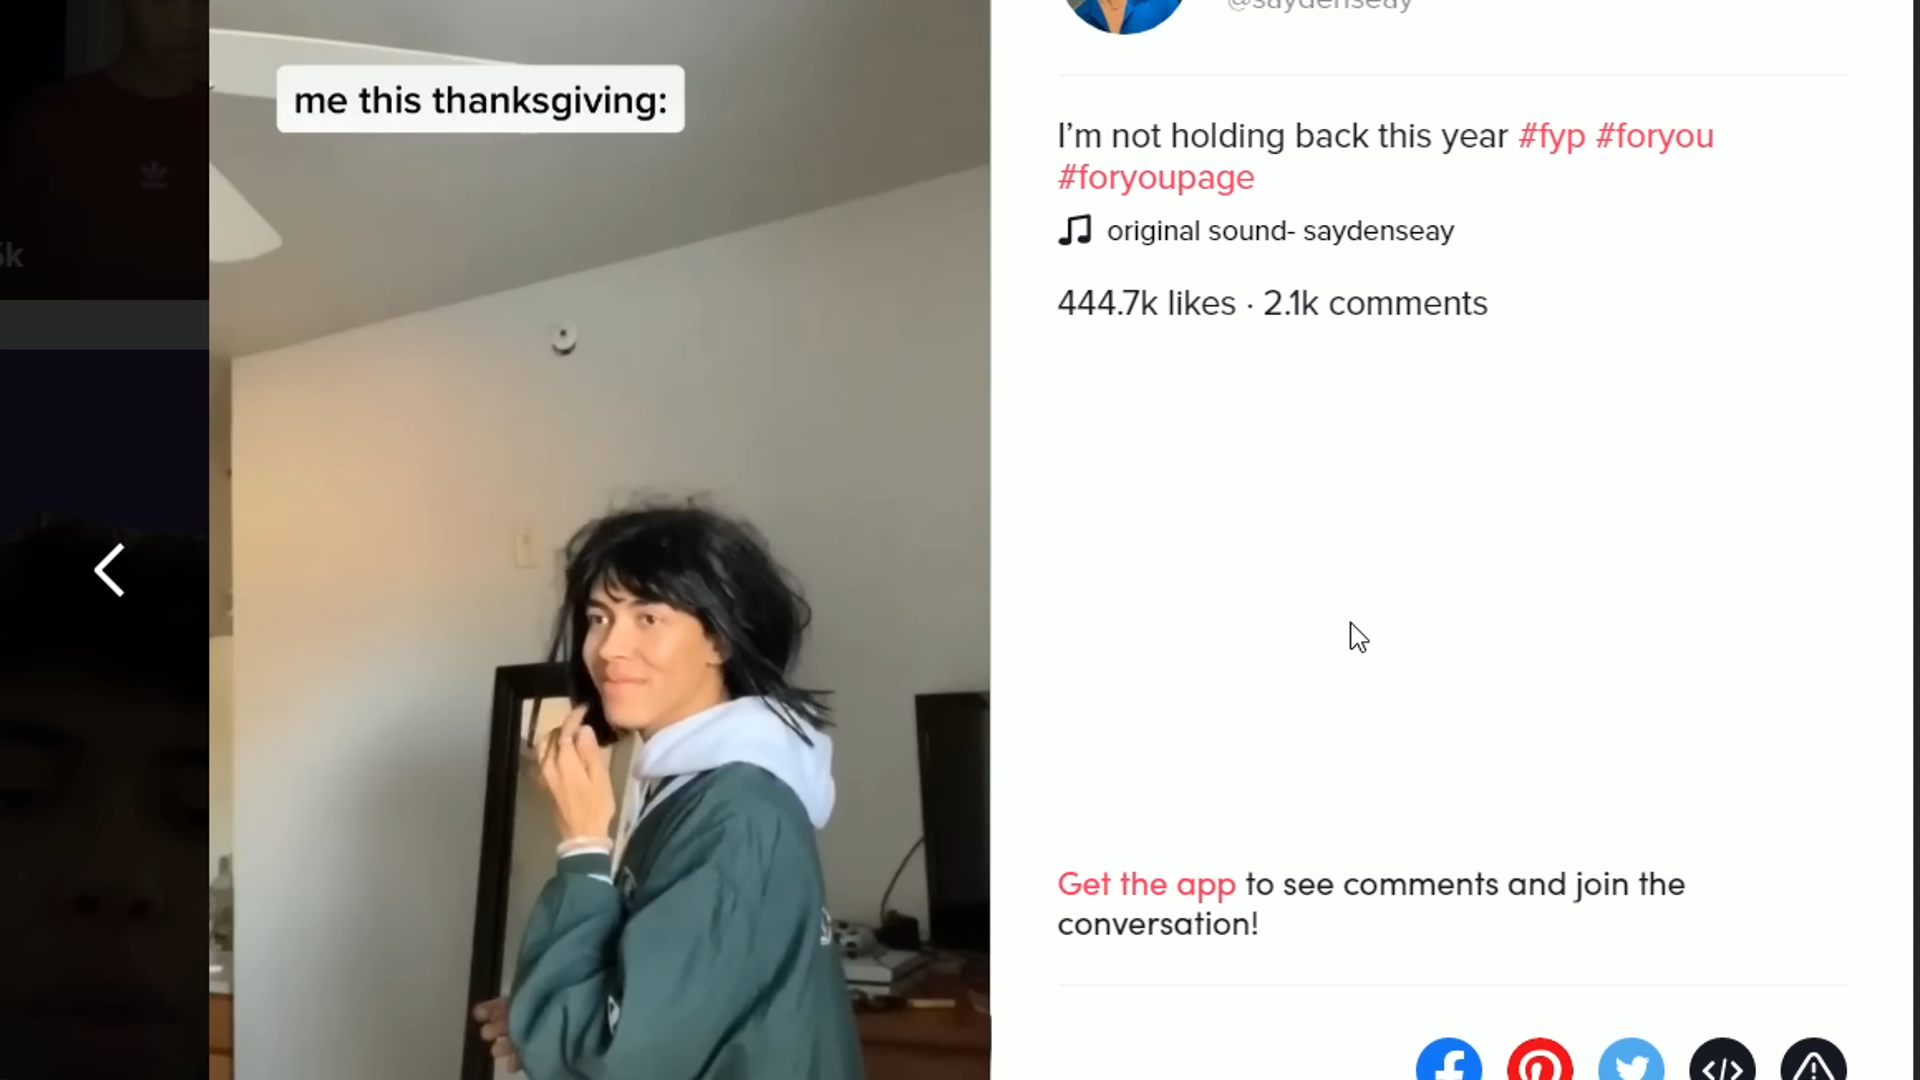 @saydenseay
me this thanksgiving:
I’m not holding back this year #fyp #foryou
#foryoupage
original sound- saydenseay
444.7k likes · 2.1k comments
Get the app to see comments and join the
conversation!